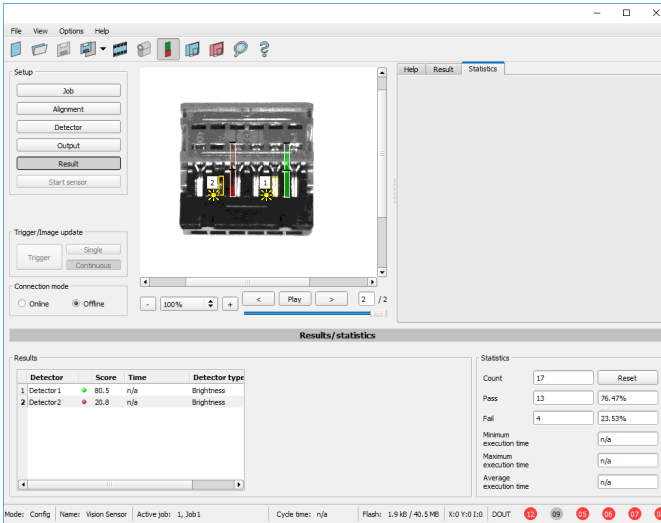 File View Options Help
Setup
Job
Alignment
Detector
Output
Result
Start sensor
Trigger/Image update
Trigger
Single
Continuous
Connection mode
Online Offline
2 1
- 100% + < Play > 2 / 2
Help Result Statistics
Results/statistics
Results
Detector Score Time Detector type
1 Detector1 80.5 n/a Brightness
2 Detector2 20.8 n/a Brightness
Statistics
Count 17 Reset
Pass 13 76.47%
Fail 4 23.53%
Minimum
execution time n/a
Maximum
execution time n/a
Average
execution time n/a
Mode: Config Name: Vision Sensor Active job: 1, Job1 Cycle time: n/a Flash: 1.9 kB / 40.5 MB X:0 Y:0 I:0 DOUT 12 09 05 06 07